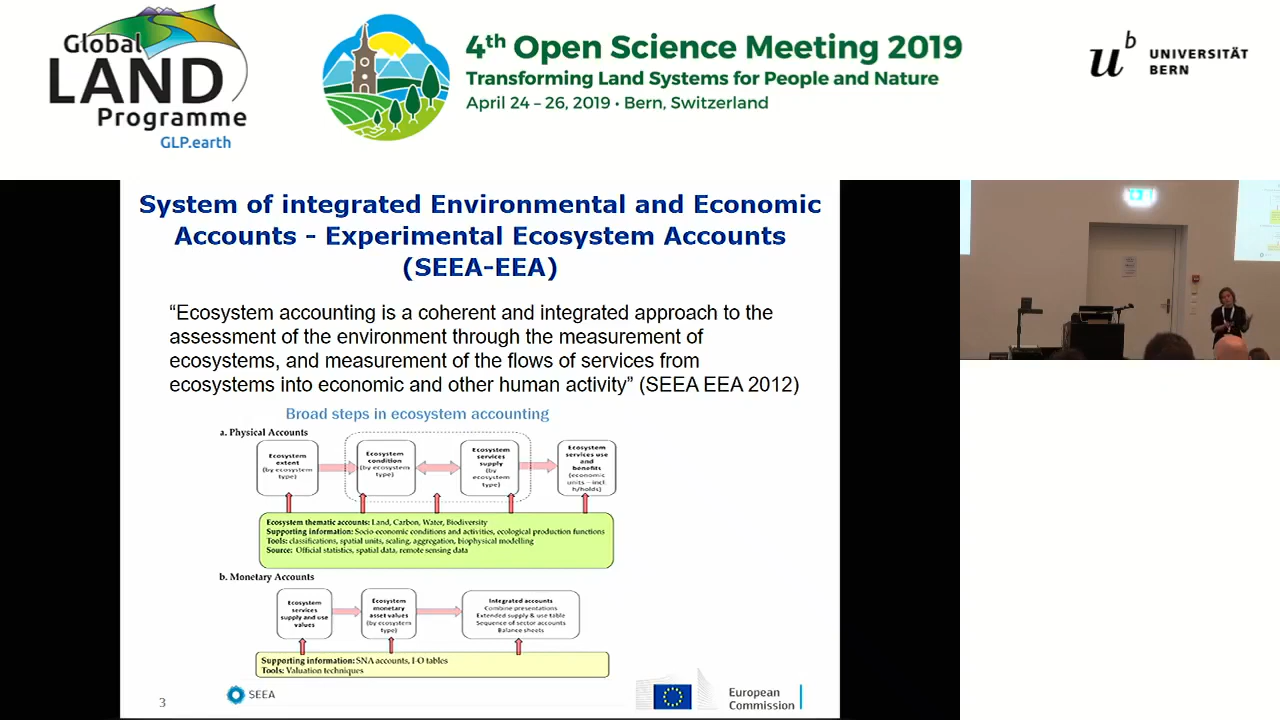 Global
LAND
Programme
GLP.earth
4th Open Science Meeting 2019
Transforming Land Systems for People and Nature
April 24 – 26, 2019 • Bern, Switzerland
u b UNIVERSITÄT
BERN
System of integrated Environmental and Economic
Accounts - Experimental Ecosystem Accounts
(SEEA-EEA)
“Ecosystem accounting is a coherent and integrated approach to the
assessment of the environment through the measurement of
ecosystems, and measurement of the flows of services from
ecosystems into economic and other human activity” (SEEA EEA 2012)
Broad steps in ecosystem accounting
a. Physical Accounts
Ecosystem
extent
(by ecosystem
type)
Ecosystem
condition
(by ecosystem
type)
Ecosystem
services
supply
(by
ecosystem
type)
Ecosystem
services use
and
benefits
(economic
units – incl.
h/holds)
Ecosystem thematic accounts: Land, Carbon, Water, Biodiversity
Supporting information: Socio-economic conditions and activities, ecological production functions
Tools: classifications, spatial units, scaling, aggregation, biophysical modelling
Source: Official statistics, spatial data, remote sensing data
b. Monetary Accounts
Ecosystem
services
supply and use
values
Ecosystem
monetary
asset values
(by ecosystem
type)
Integrated accounts
Combine presentations
Extended supply & use table
Sequence of sector accounts
Balance sheets
Supporting information: SNA accounts, I-O tables
Tools: Valuation techniques
3
SEEA
European
Commission